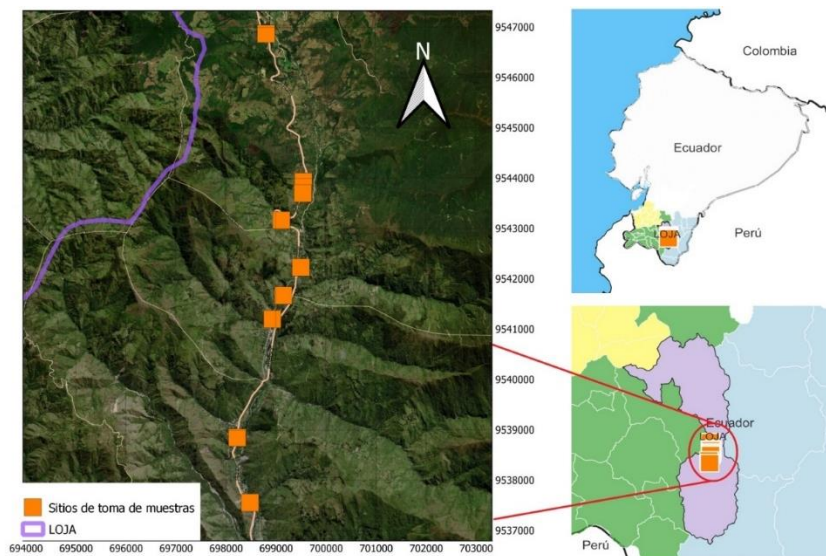 N
9547000
9546000
9545000
9544000
9543000
9542000
9541000
9540000
9539000
9538000
9537000
Sitios de toma de muestras
LOJA
694000 695000 696000 697000 698000 699000 700000 701000 702000 703000
Colombia
Ecuador
Perú
LOJA
Ecuador
LOJA
Perú